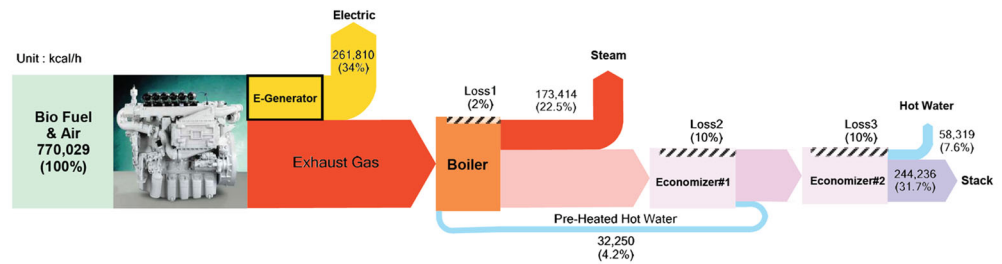 Unit : kcal/h
Bio Fuel
& Air
770,029
(100%)
E-Generator
Electric
261,810
(34%)
Exhaust Gas
Loss1
(2%)
Boiler
Steam
173,414
(22.5%)
Pre-Heated Hot Water
32,250
(4.2%)
Loss2
(10%)
Economizer#1
Loss3
(10%)
Economizer#2
Hot Water
58,319
(7.6%)
244,236
(31.7%)
Stack